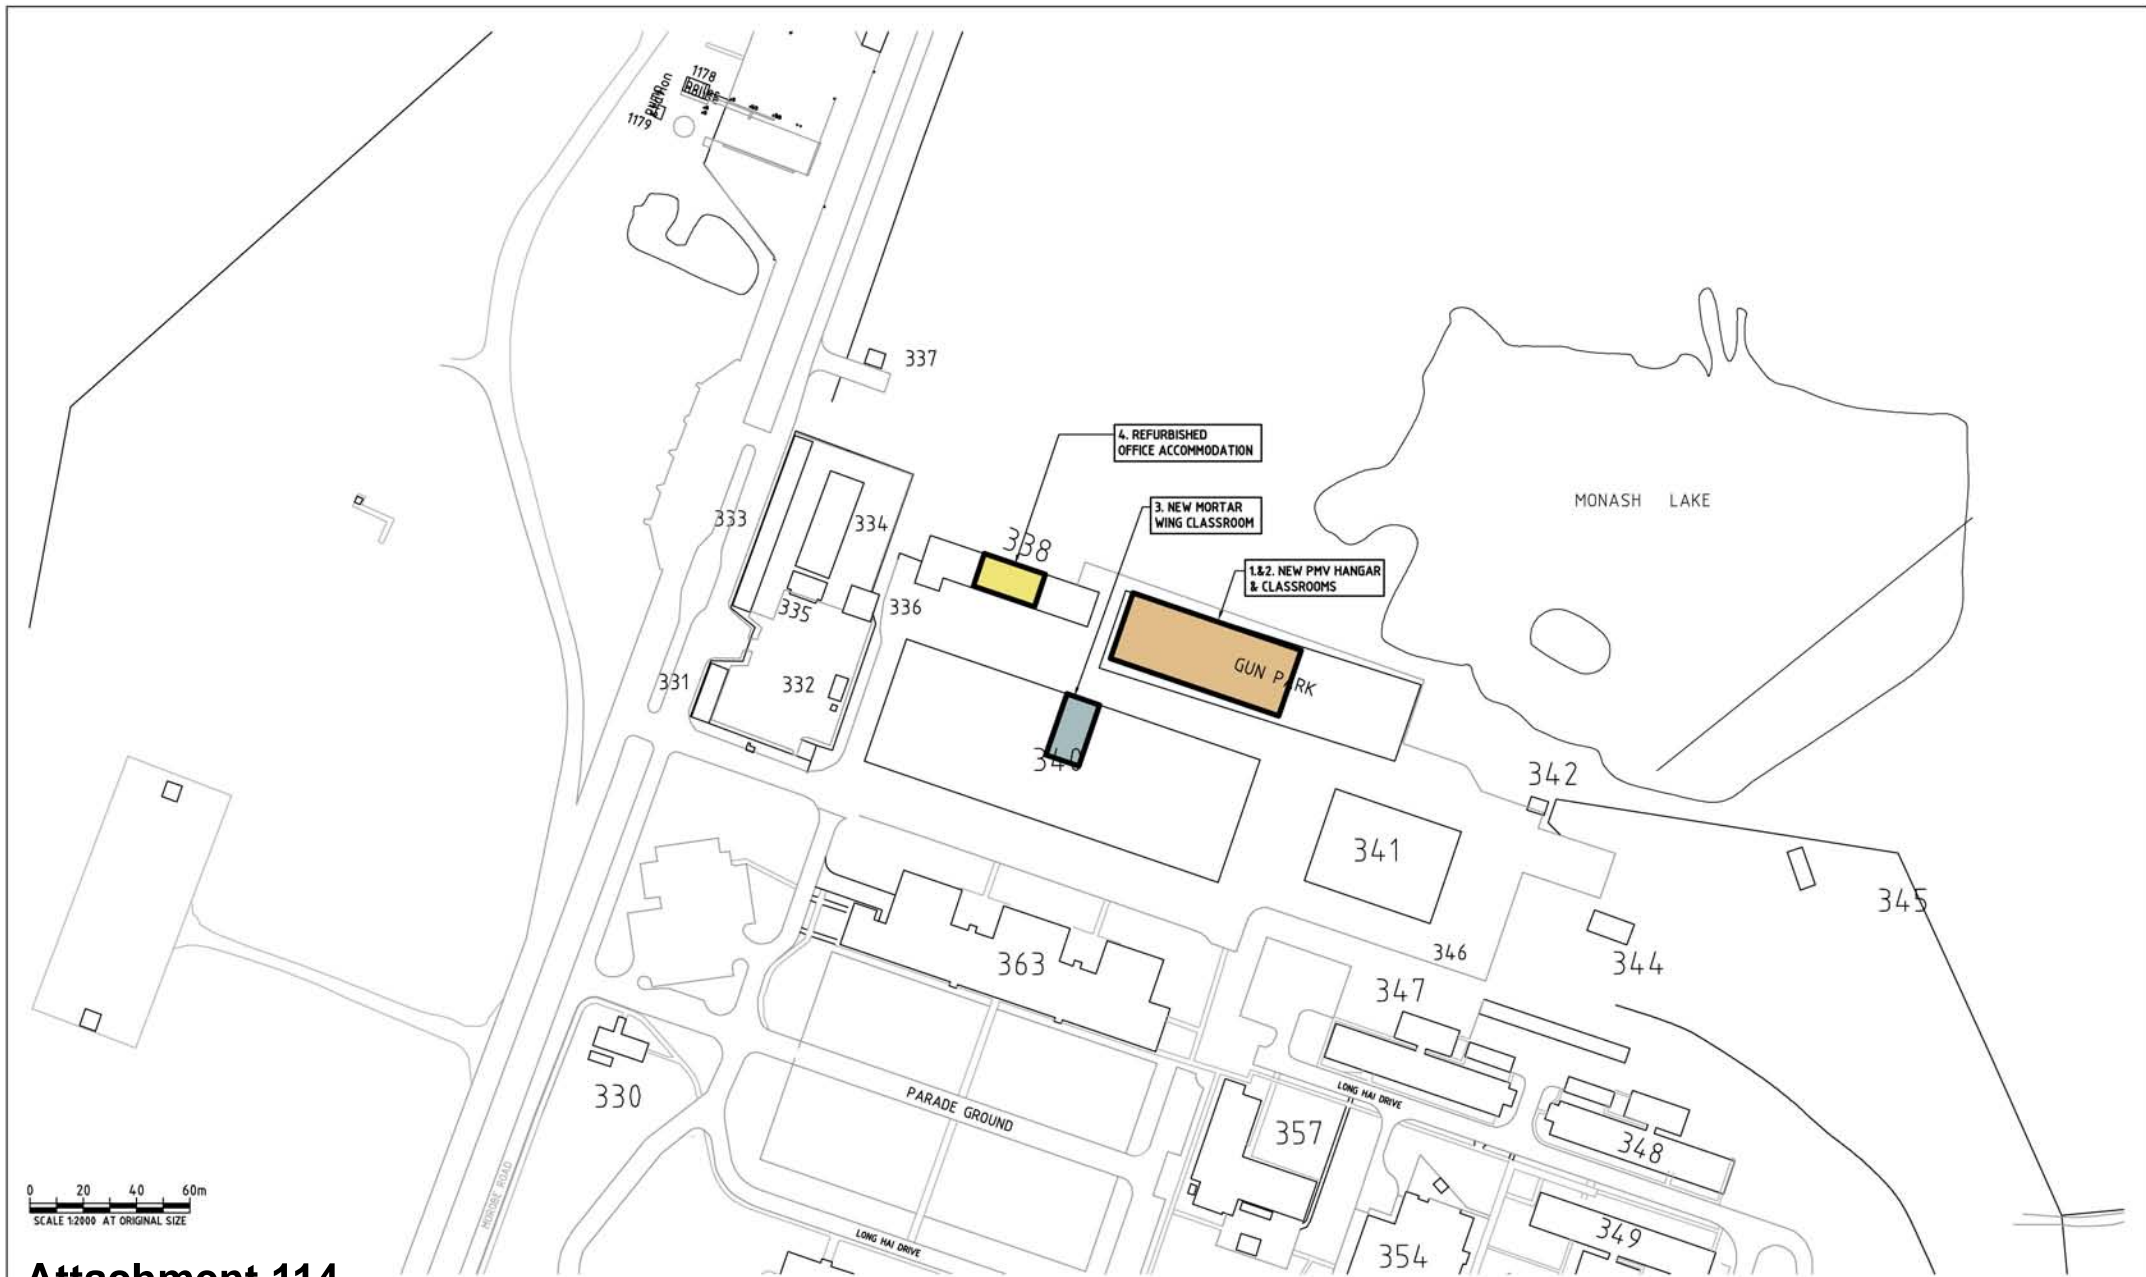 1178
1179
337
4. REFURBISHED
OFFICE ACCOMMODATION
MONASH LAKE
3. NEW MORTAR
WING CLASSROOM
333
334
338
1.&2. NEW PMV HANGAR
& CLASSROOMS
335
336
GUN PARK
331
332
340
342
341
345
346
344
363
347
330
PARADE GROUND
LONG HAI DRIVE
357
348
MOROBE ROAD
0 20 40 60m
SCALE 1:2000 AT ORIGINAL SIZE
349
LONG HAI DRIVE
354
Attachment 114